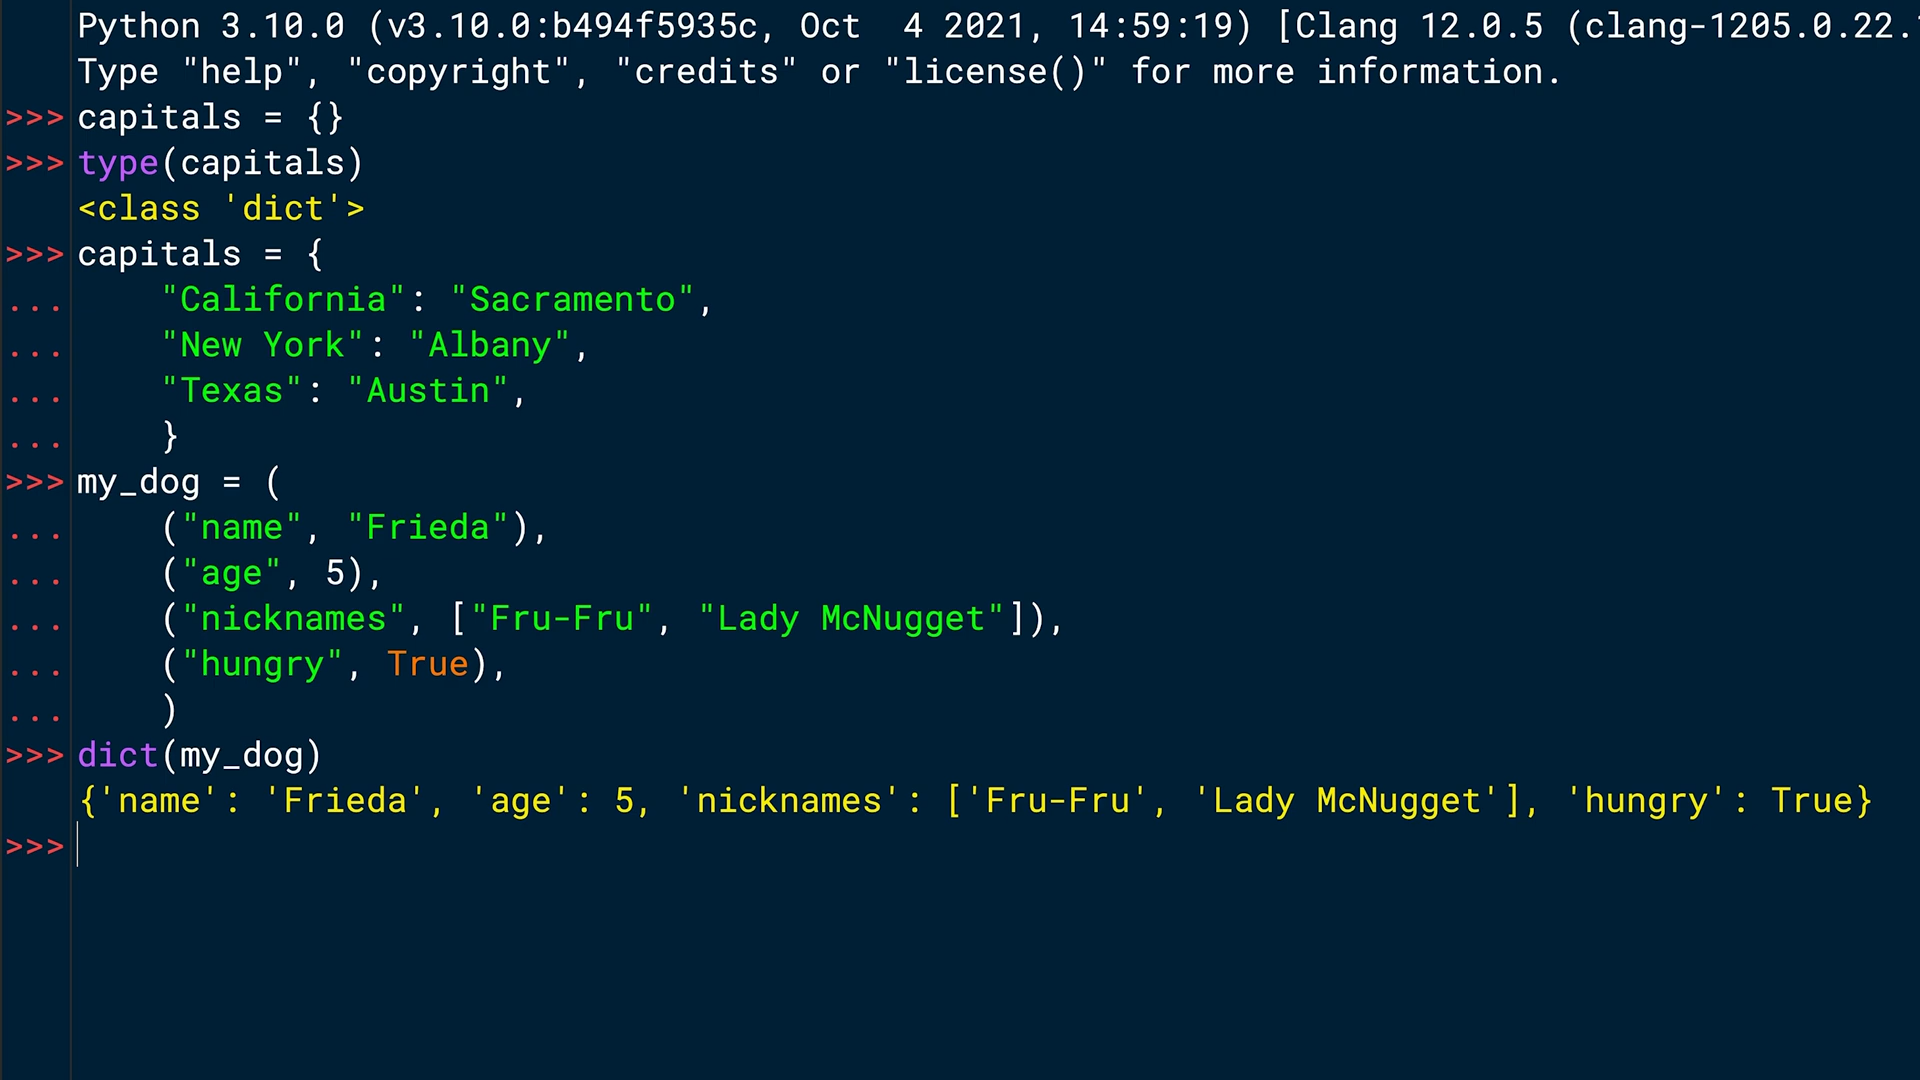 Python 3.10.0 (v3.10.0:b494f5935c, Oct  4 2021, 14:59:19) [Clang 12.0.5 (clang-1205.0.22.
Type "help", "copyright", "credits" or "license()" for more information.
>>> capitals = {}
>>> type(capitals)
<class 'dict'>
>>> capitals = {
...     "California": "Sacramento",
...     "New York": "Albany",
...     "Texas": "Austin",
...     }
>>> my_dog = (
...     ("name", "Frieda"),
...     ("age", 5),
...     ("nicknames", ["Fru-Fru", "Lady McNugget"]),
...     ("hungry", True),
...     )
>>> dict(my_dog)
{'name': 'Frieda', 'age': 5, 'nicknames': ['Fru-Fru', 'Lady McNugget'], 'hungry': True}
>>>